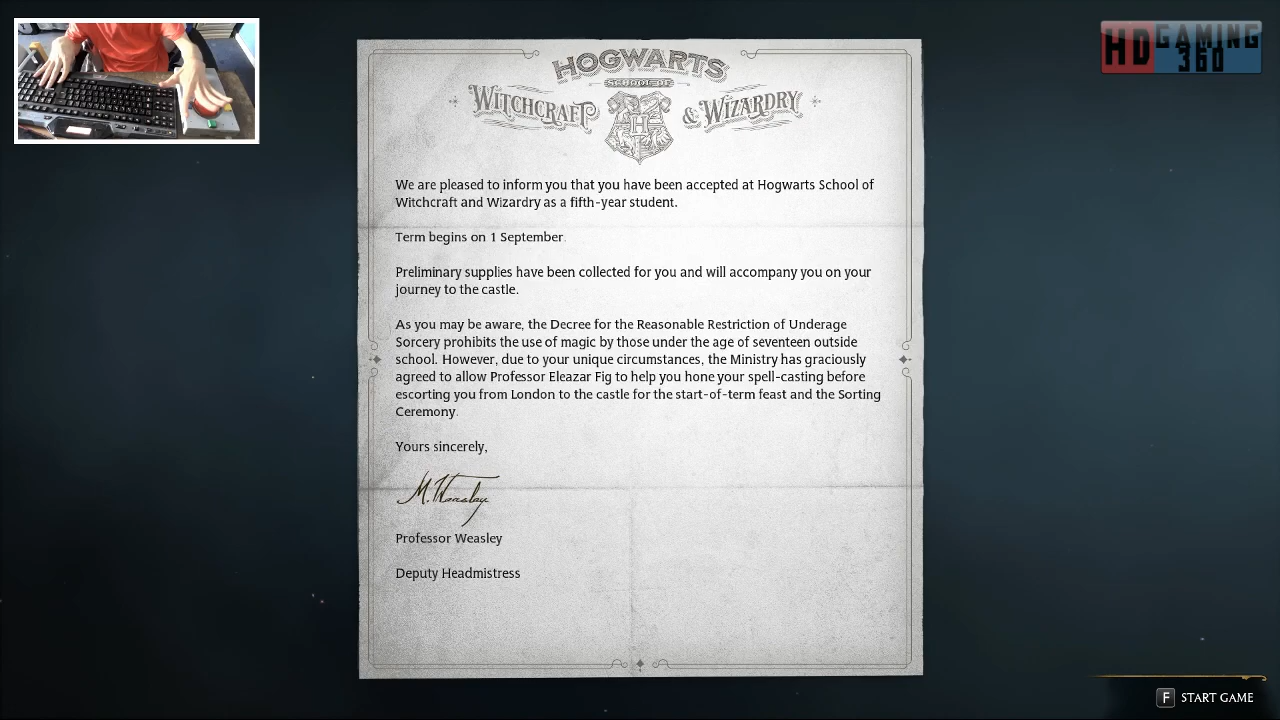 HD GAMING 360
HOGWARTS
SCHOOL OF
WITCHCRAFT & WIZARDRY
H
We are pleased to inform you that you have been accepted at Hogwarts School of
Witchcraft and Wizardry as a fifth-year student.
Term begins on 1 September.
Preliminary supplies have been collected for you and will accompany you on your
journey to the castle.
As you may be aware, the Decree for the Reasonable Restriction of Underage
Sorcery prohibits the use of magic by those under the age of seventeen outside
school. However, due to your unique circumstances, the Ministry has graciously
agreed to allow Professor Eleazar Fig to help you hone your spell-casting before
escorting you from London to the castle for the start-of-term feast and the Sorting
Ceremony.
Yours sincerely,
M. Weasley
Professor Weasley
Deputy Headmistress
F START GAME